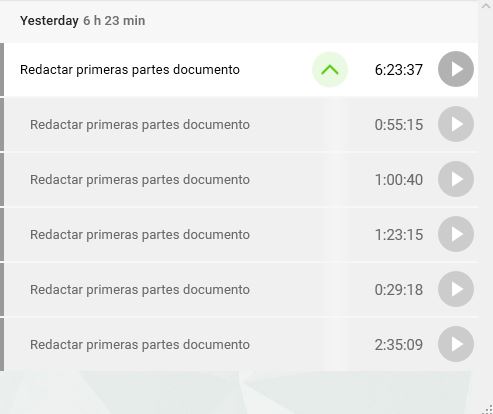 Yesterday 6 h 23 min
Redactar primeras partes documento 6:23:37
Redactar primeras partes documento 0:55:15
Redactar primeras partes documento 1:00:40
Redactar primeras partes documento 1:23:15
Redactar primeras partes documento 0:29:18
Redactar primeras partes documento 2:35:09